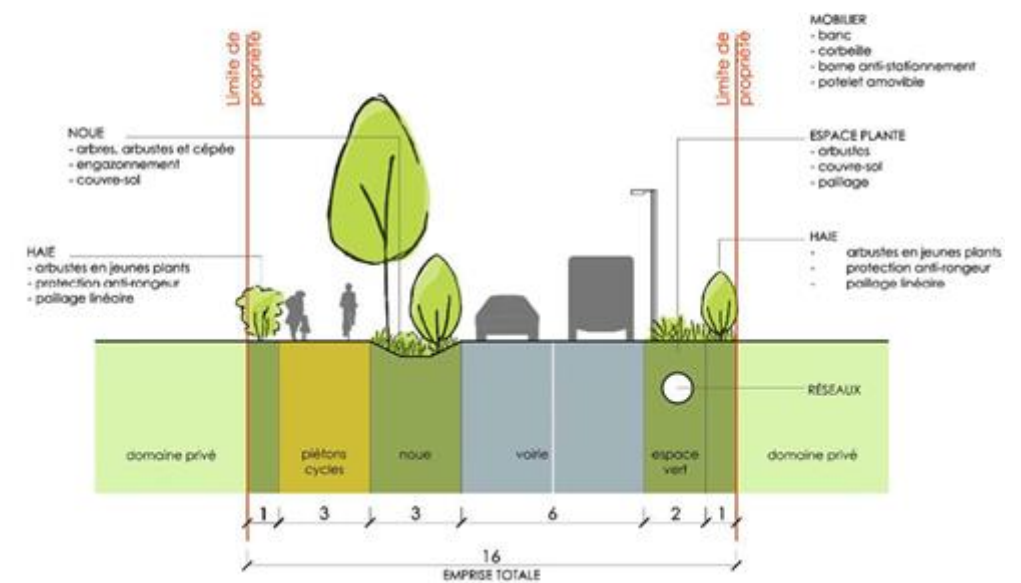 MOBILIER
- banc
- corbeille
- borne anti-stationnement
- potelet amovible
Limite de
propriété
Limite de
propriété
NOUE
- arbres, arbustes et cépée
- engazonnement
- couvre-sol
ESPACE PLANTE
- arbustes
- couvre-sol
- paillage
HAIE
- arbustes en jeunes plants
- protection anti-rongeur
- paillage linéaire
HAIE
- arbustes en jeunes plants
- protection anti-rongeur
- paillage linéaire
RÉSEAUX
domaine privé
piétons
cycles
noue
voirie
espace
vert
domaine privé
1 3 3 6 2 1
16
EMPRISE TOTALE